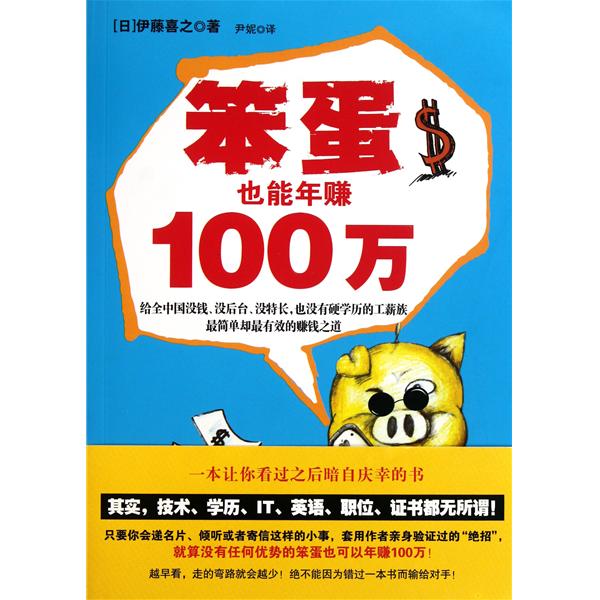 [日]伊藤喜之◎著 尹妮◎译
笨蛋
$
也能年赚
100万
给全中国没钱、没后台、没特长,也没有硬学历的工薪族
最简单却最有效的赚钱之道
$
一本让你看过之后暗自庆幸的书
其实,技术、学历、IT、英语、职位、证书都无所谓!
只要你会递名片、倾听或者寄信这样的小事,套用作者亲身验证过的“绝招”,
就算没有任何优势的笨蛋也可以年赚100万!
越早看,走的弯路就会越少!绝不能因为错过一本书而输给对手!